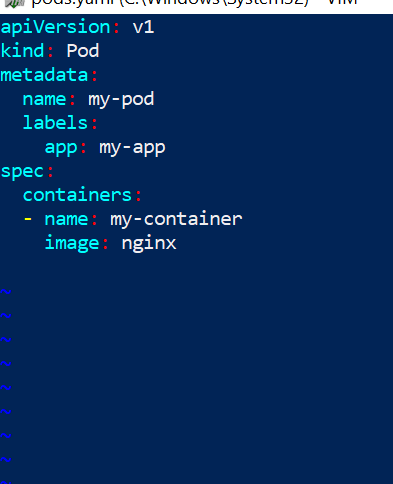 pods.yaml (C:\Windows\System32) - VIM
apiVersion: v1
kind: Pod
metadata:
  name: my-pod
  labels:
    app: my-app
spec:
  containers:
  - name: my-container
    image: nginx
~
~
~
~
~
~
~
~
~